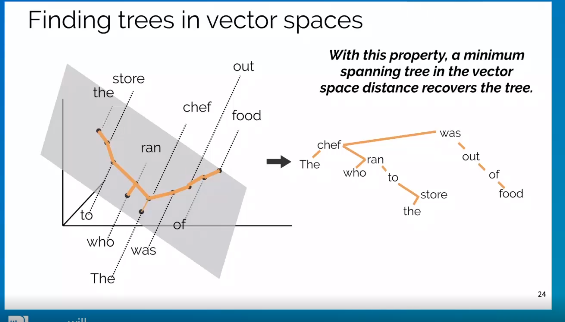 Finding trees in vector spaces
With this property, a minimum
spanning tree in the vector
space distance recovers the tree.
out
store
the
chef
food
ran
to
of
who
was
The
was
chef
The
ran
who
out
to
of
store
food
the
24
will